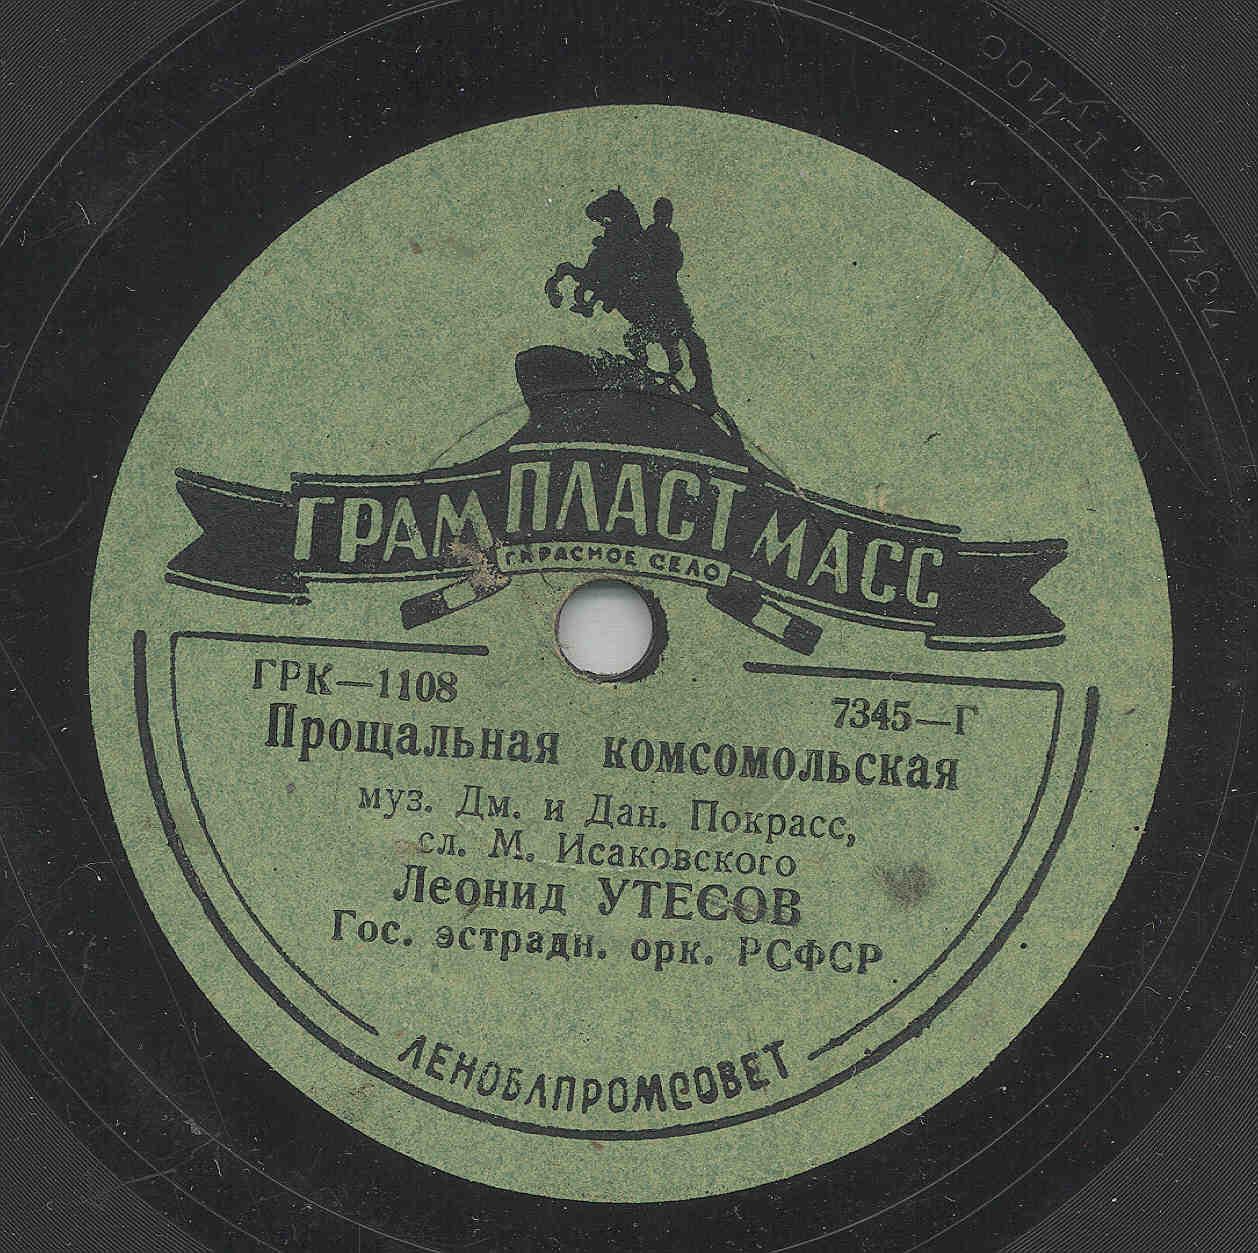 ГРАМПЛАСТМАСС
г. КРАСНОЕ СЕЛО
ГРК—1108
7345—Г
Прощальная комсомольская
муз. Дм. и Дан. Покрасс,
сл. М. Исаковского
Леонид УТЕСОВ
Гос. эстрадн. орк. РСФСР
ЛЕНОБЛПРОМСОВЕТ